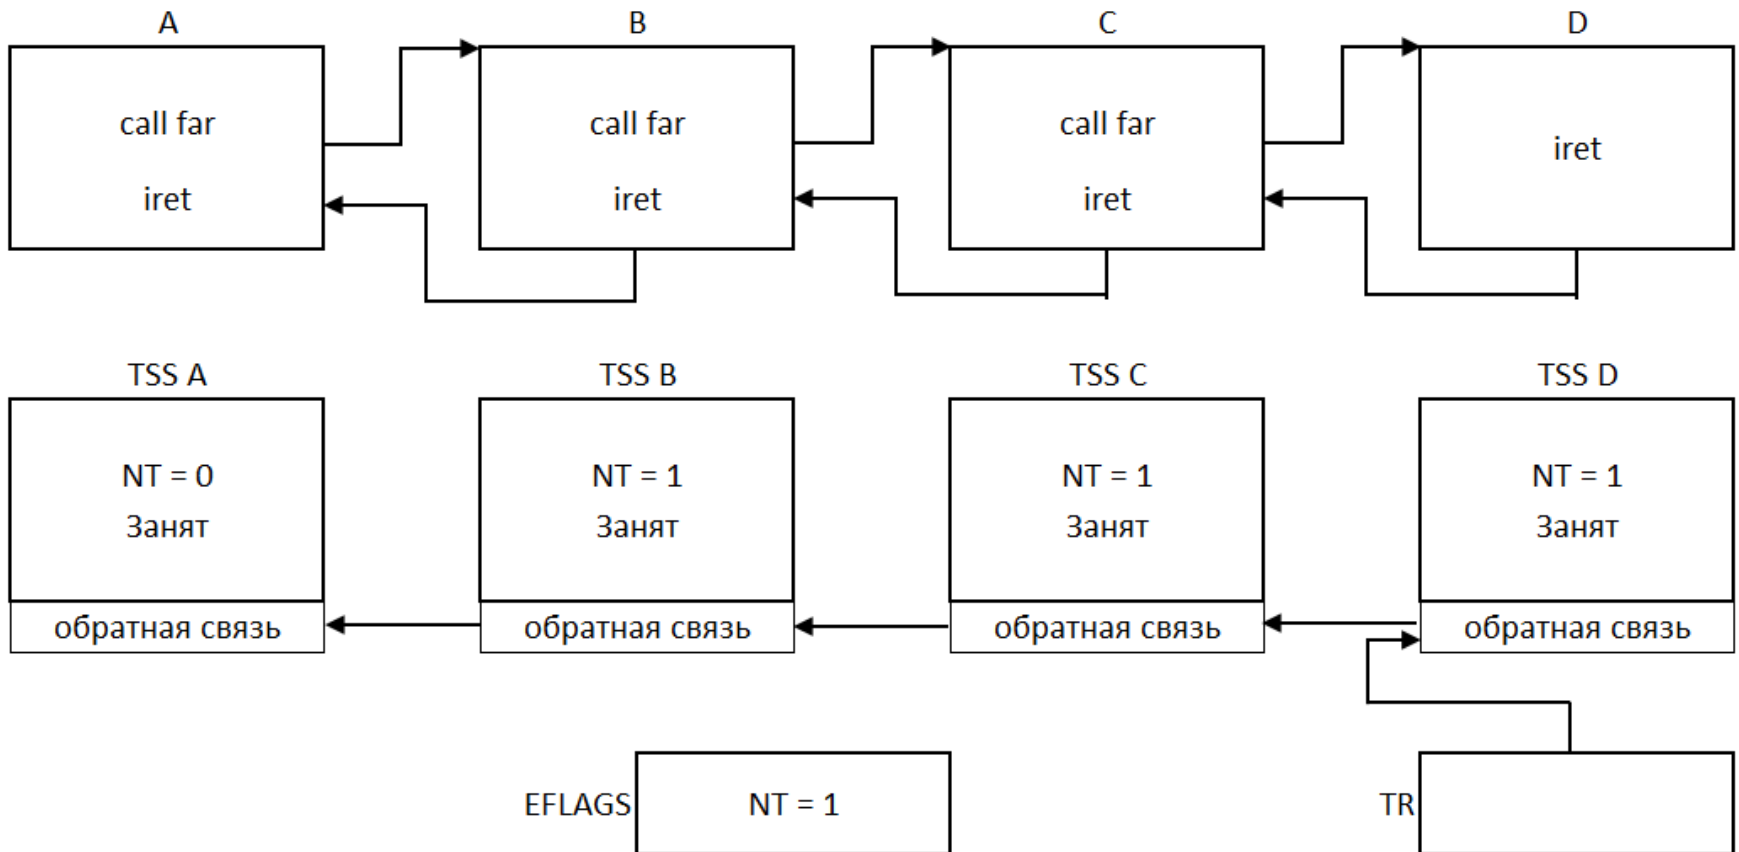 A B C D
call far call far call far
iret
iret iret iret
TSS A TSS B TSS C TSS D
NT = 0 NT = 1 NT = 1 NT = 1
Занят Занят Занят Занят
обратная связь обратная связь обратная связь обратная связь
EFLAGS NT = 1 TR